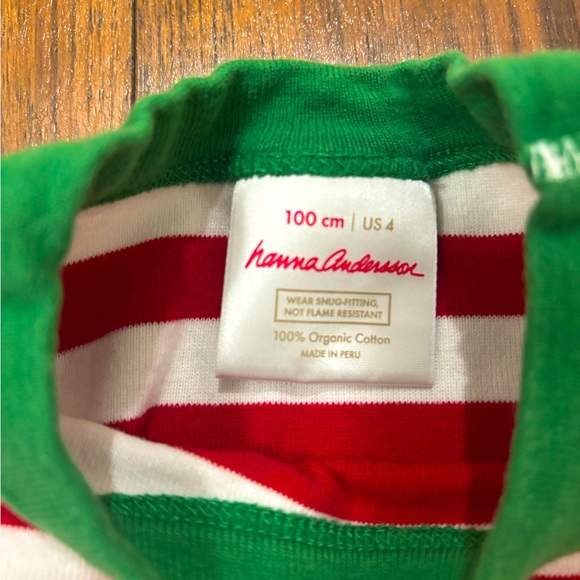 100 cm | US 4
hanna Andersson
WEAR SNUG-FITTING,
NOT FLAME RESISTANT
100% Organic Cotton
MADE IN PERU